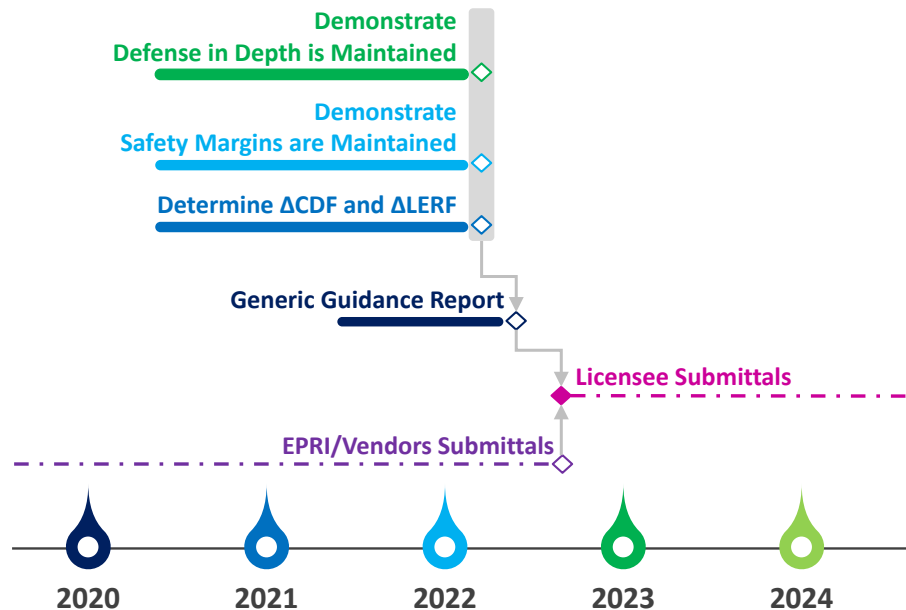 Demonstrate
Defense in Depth is Maintained
Demonstrate
Safety Margins are Maintained
Determine ΔCDF and ΔLERF
Generic Guidance Report
Licensee Submittals
EPRI/Vendors Submittals
2020
2021
2022
2023
2024